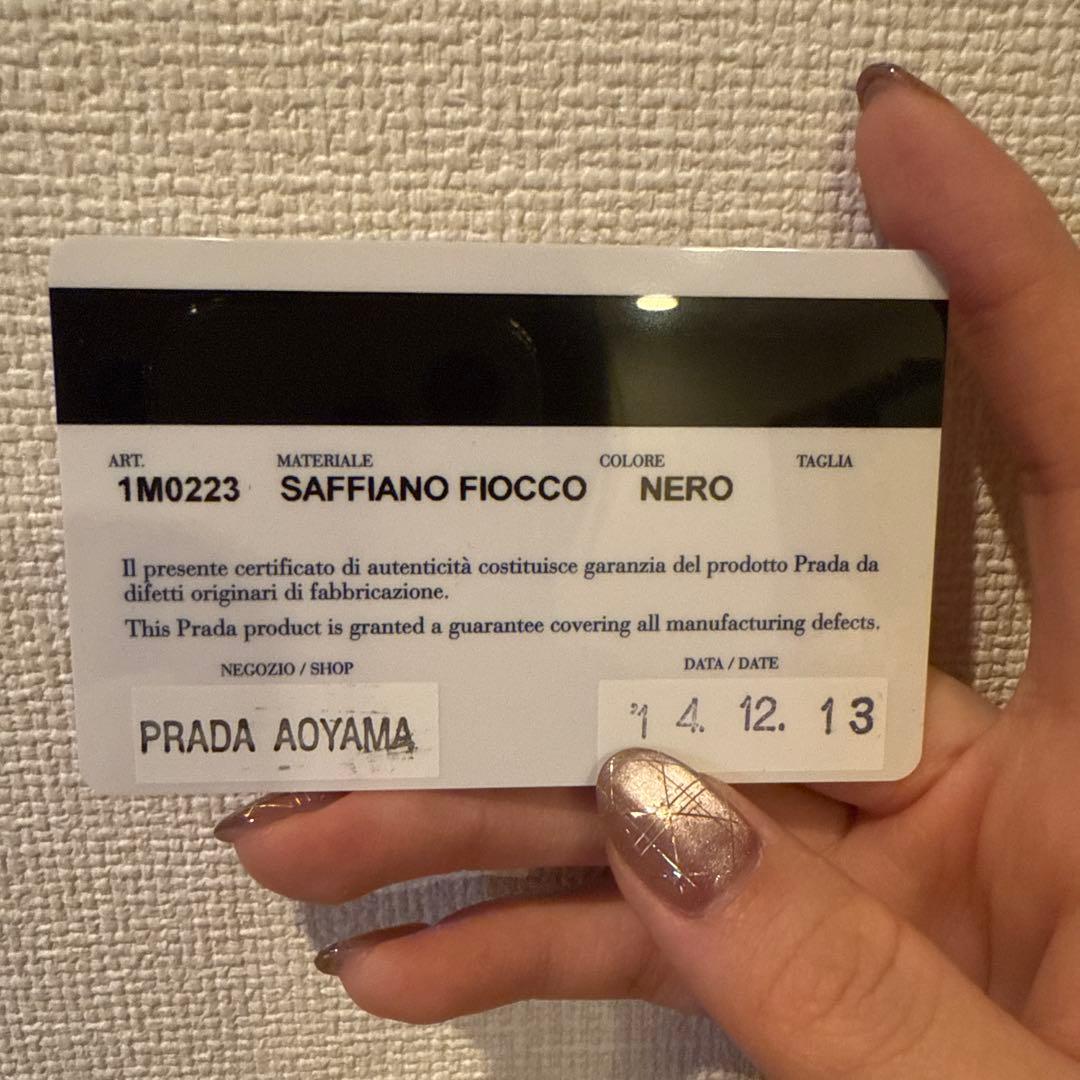 ART. MATERIALE COLORE TAGLIA
1M0223 SAFFIANO FIOCCO NERO
Il presente certificato di autenticità costituisce garanzia del prodotto Prada da
difetti originari di fabbricazione.
This Prada product is granted a guarantee covering all manufacturing defects.
NEGOZIO / SHOP DATA / DATE
PRADA AOYAMA '14. 12. 13